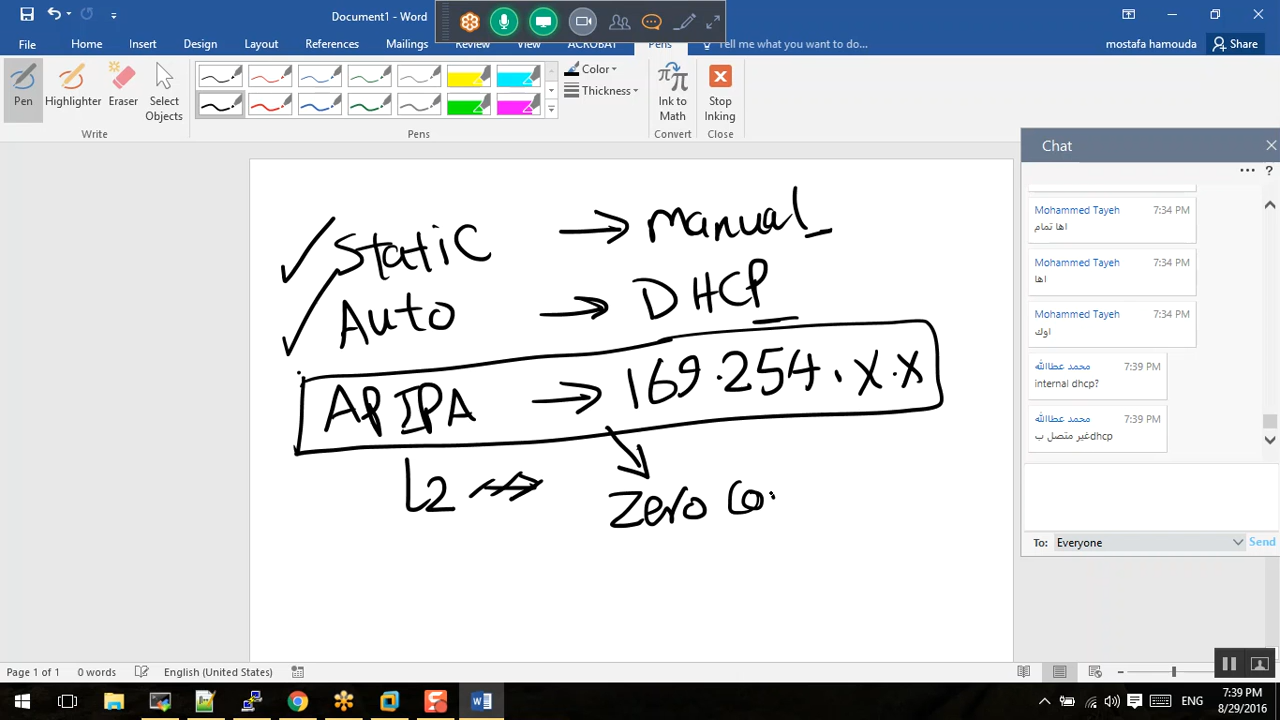 Document1 - Word
mostafa hamouda
Share
File
Home
Insert
Design
Layout
References
Mailings
Review
View
ACROBAT
Pens
Tell me what you want to do...
Pen
Highlighter
Eraser
Select Objects
Color
Thickness
Ink to Math
Stop Inking
Write
Pens
Convert
Close
Static → manual
Auto → DHCP
APIPA → 169.254.X.X
L2
Zero Co
Chat
Mohammed Tayeh 7:34 PM
اها تمام
Mohammed Tayeh 7:34 PM
اها
Mohammed Tayeh 7:34 PM
اوك
محمد عطاالله 7:39 PM
internal dhcp?
محمد عطاالله 7:39 PM
غير متصل بdhcp
To: Everyone
Send
Page 1 of 1
0 words
English (United States)
ENG
7:39 PM
8/29/2016